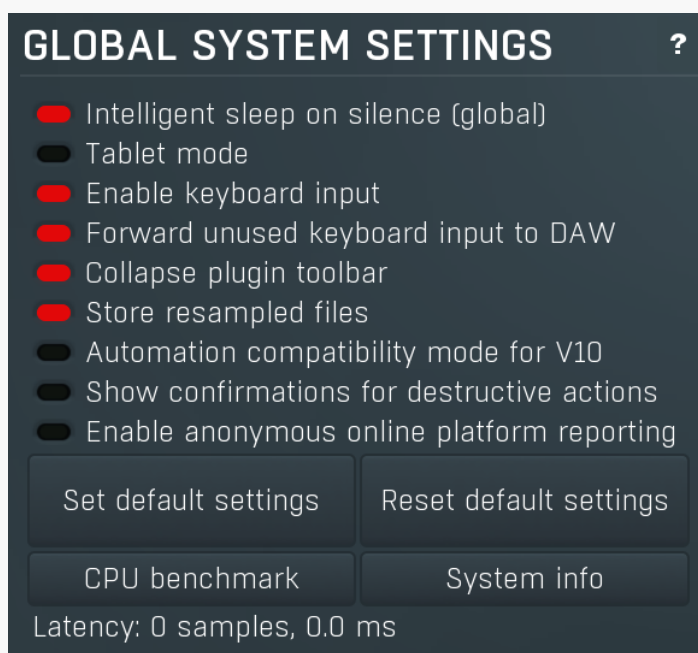 GLOBAL SYSTEM SETTINGS ?
Intelligent sleep on silence (global)
Tablet mode
Enable keyboard input
Forward unused keyboard input to DAW
Collapse plugin toolbar
Store resampled files
Automation compatibility mode for V10
Show confirmations for destructive actions
Enable anonymous online platform reporting
Set default settings
Reset default settings
CPU benchmark
System info
Latency: 0 samples, 0.0 ms